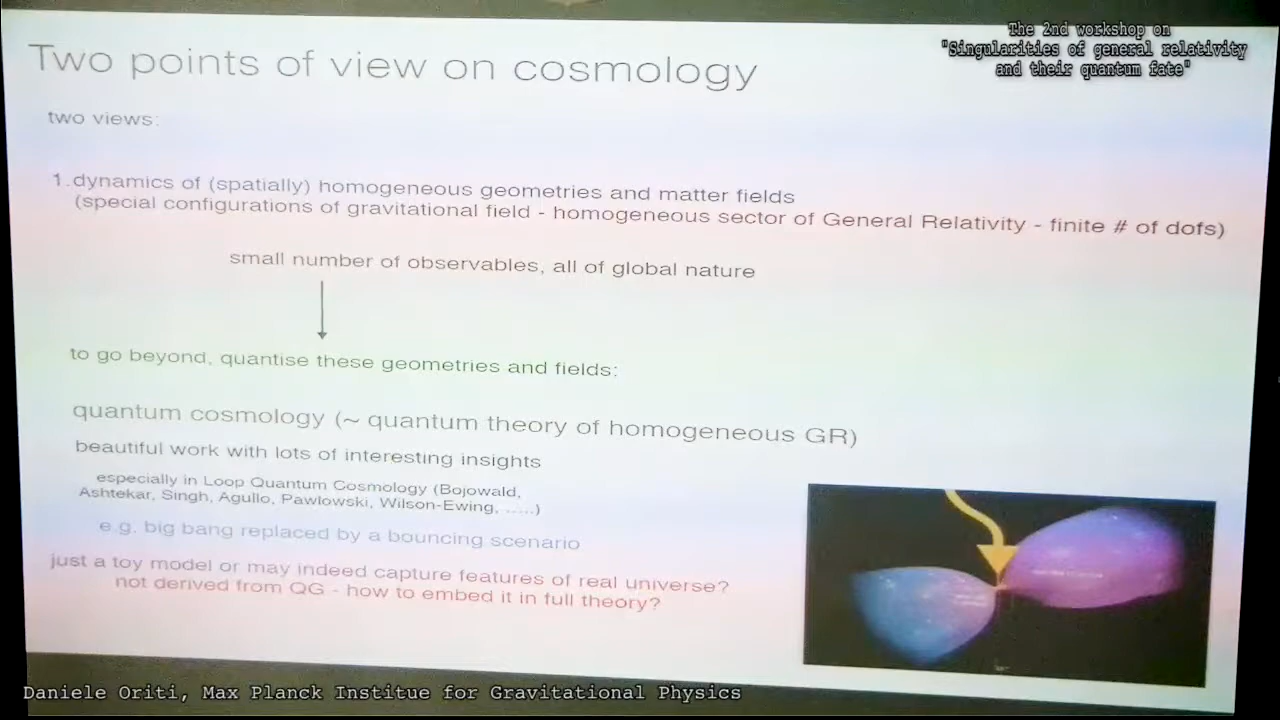 Two points of view on cosmology
The 2nd workshop on
"Singularities of general relativity
and their quantum fate"
two views:
1.dynamics of (spatially) homogeneous geometries and matter fields
(special configurations of gravitational field - homogeneous sector of General Relativity - finite # of dofs)
small number of observables, all of global nature
to go beyond, quantise these geometries and fields:
quantum cosmology (~ quantum theory of homogeneous GR)
beautiful work with lots of interesting insights
especially in Loop Quantum Cosmology (Bojowald,
Ashtekar, Singh, Agullo, Pawlowski, Wilson-Ewing, .....)
e.g. big bang replaced by a bouncing scenario
just a toy model or may indeed capture features of real universe?
not derived from QG - how to embed it in full theory?
Daniele Oriti, Max Planck Institue for Gravitational Physics